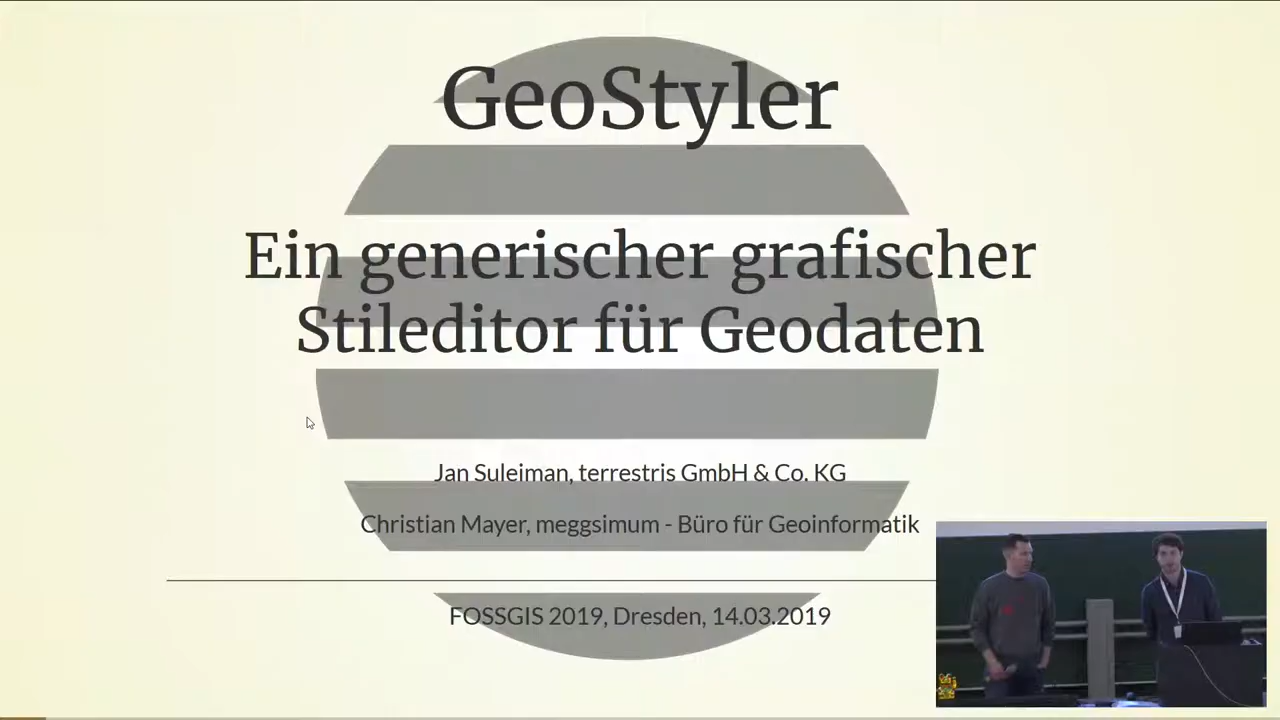 GeoStyler
Ein generischer grafischer
Stileditor für Geodaten
Jan Suleiman, terrestris GmbH & Co. KG
Christian Mayer, meggsimum - Büro für Geoinformatik
FOSSGIS 2019, Dresden, 14.03.2019